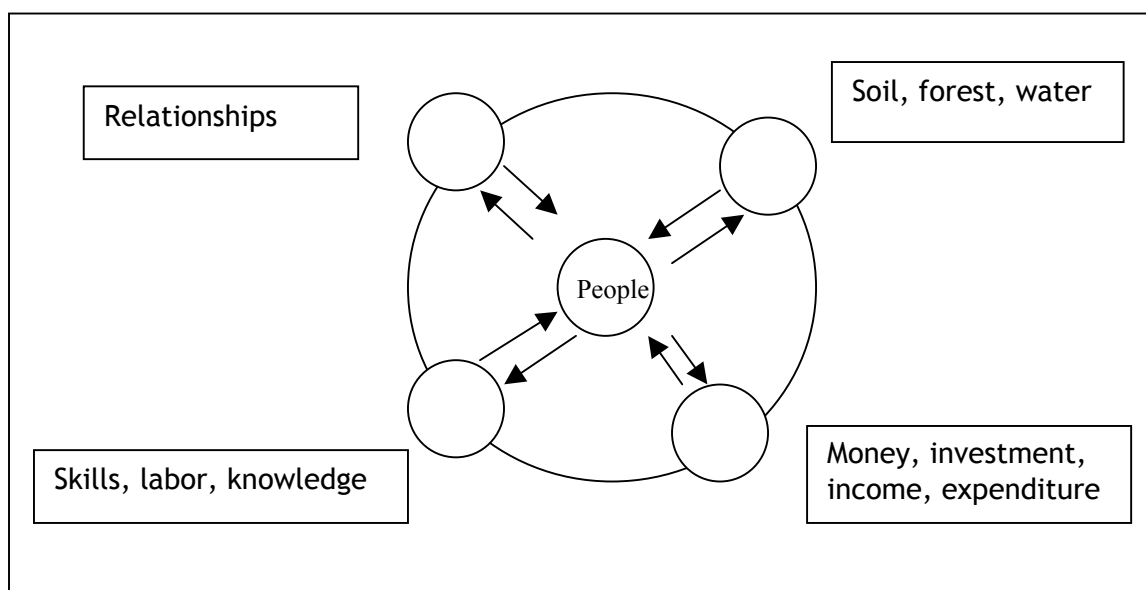 Relationships
Soil, forest, water
People
Skills, labor, knowledge
Money, investment,
income, expenditure